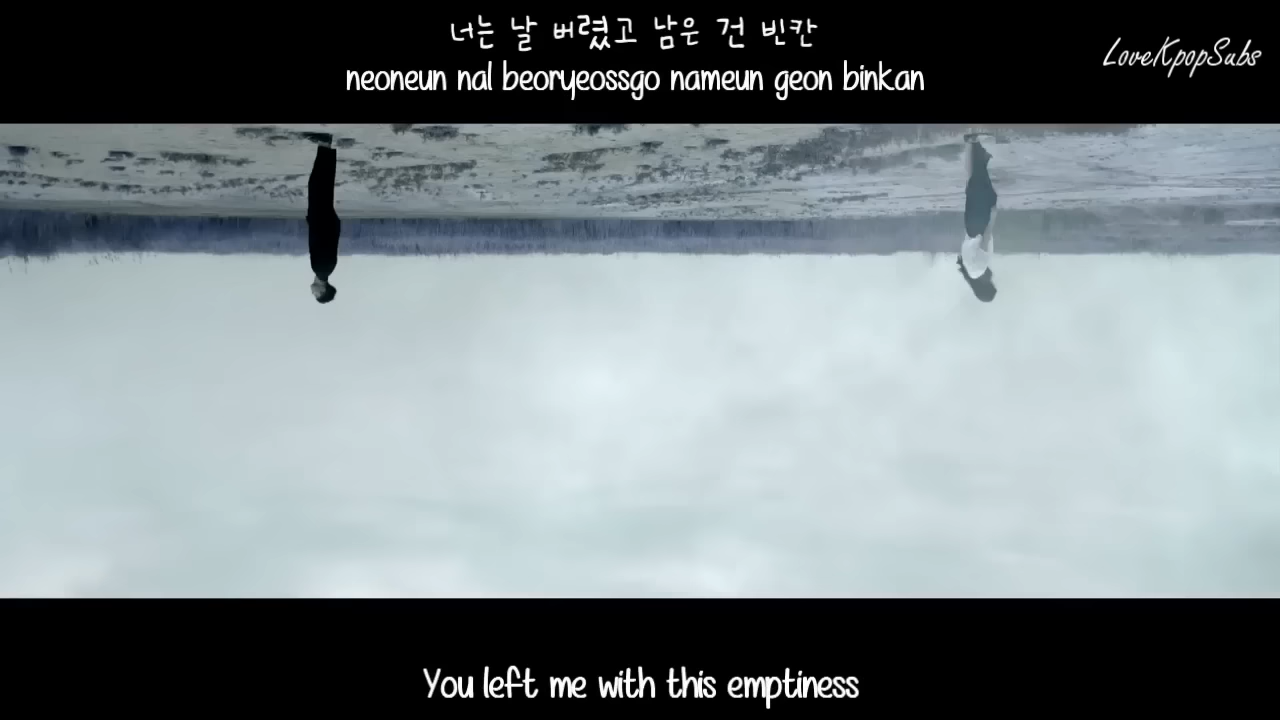 너는 날 버렸고 남은 건 빈칸
LoveKpopSubs
neoneun nal beoryeossgo nameun geon binkan
You left me with this emptiness